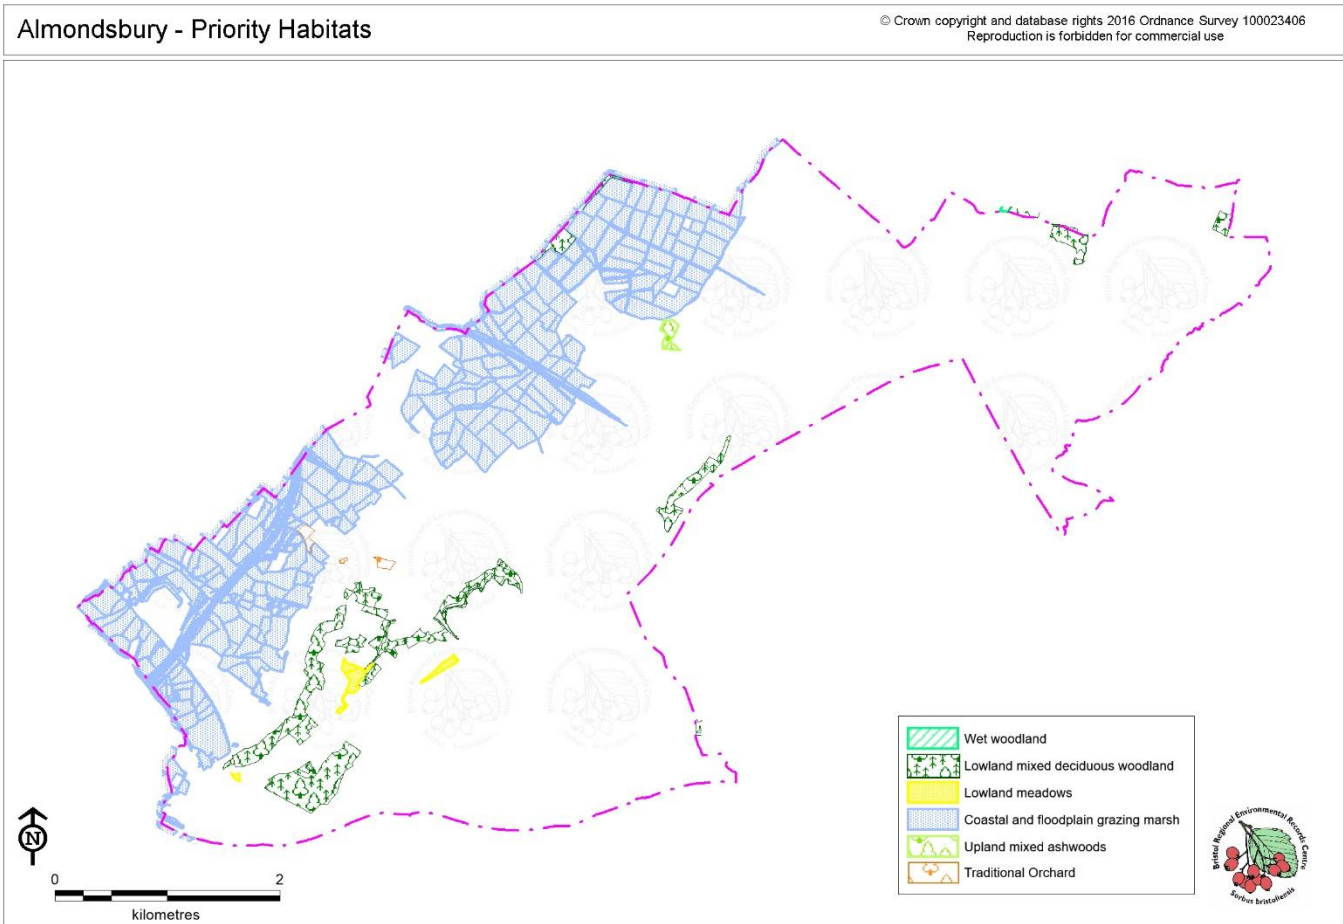 Almondsbury - Priority Habitats
© Crown copyright and database rights 2016 Ordnance Survey 100023406
Reproduction is forbidden for commercial use
Wet woodland
Lowland mixed deciduous woodland
Lowland meadows
Coastal and floodplain grazing marsh
Upland mixed ashwoods
Traditional Orchard
N
0 2
kilometres
Bristol Regional Environmental Records Centre
Sorbus bristoliensis